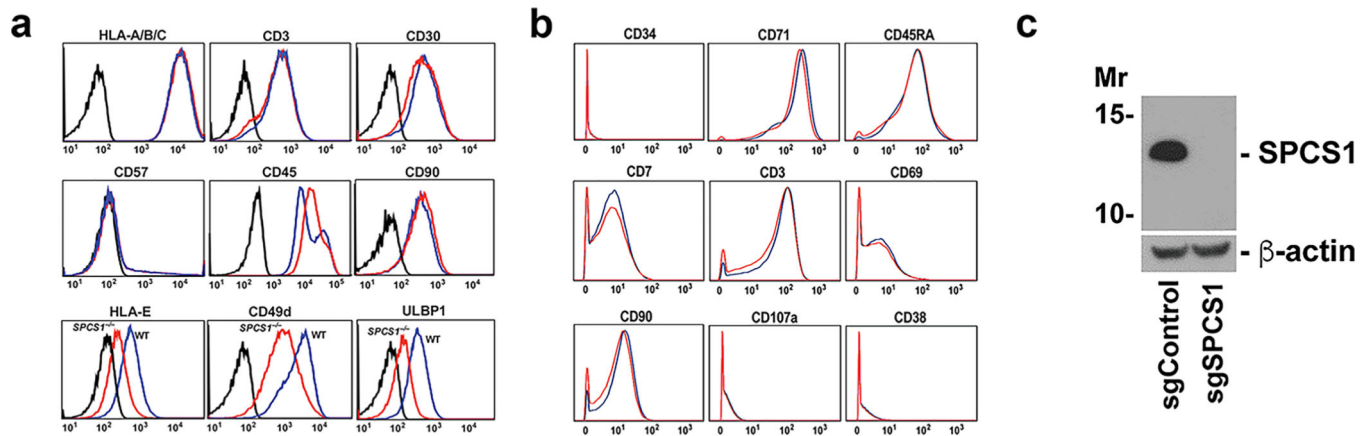 a
HLA-A/B/C CD3 CD30
10¹ 10² 10³ 10⁴ 10¹ 10² 10³ 10⁴ 10¹ 10² 10³ 10⁴
CD57 CD45 CD90
10¹ 10² 10³ 10⁴ 10¹ 10² 10³ 10⁴ 10⁵ 10¹ 10² 10³ 10⁴
HLA-E CD49d ULBP1
SPCS1⁻/⁻ WT SPCS1⁻/⁻ WT SPCS1⁻/⁻ WT
10¹ 10² 10³ 10⁴ 10¹ 10² 10³ 10⁴ 10¹ 10² 10³ 10⁴
b
CD34 CD71 CD45RA
0 10¹ 10² 10³ 0 10¹ 10² 10³ 0 10¹ 10² 10³
CD7 CD3 CD69
0 10¹ 10² 10³ 0 10¹ 10² 10³ 0 10¹ 10² 10³
CD90 CD107a CD38
0 10¹ 10² 10³ 0 10¹ 10² 10³ 0 10¹ 10² 10³
c
Mr
15-
- SPCS1
10-
- β-actin
sgControl
sgSPCS1